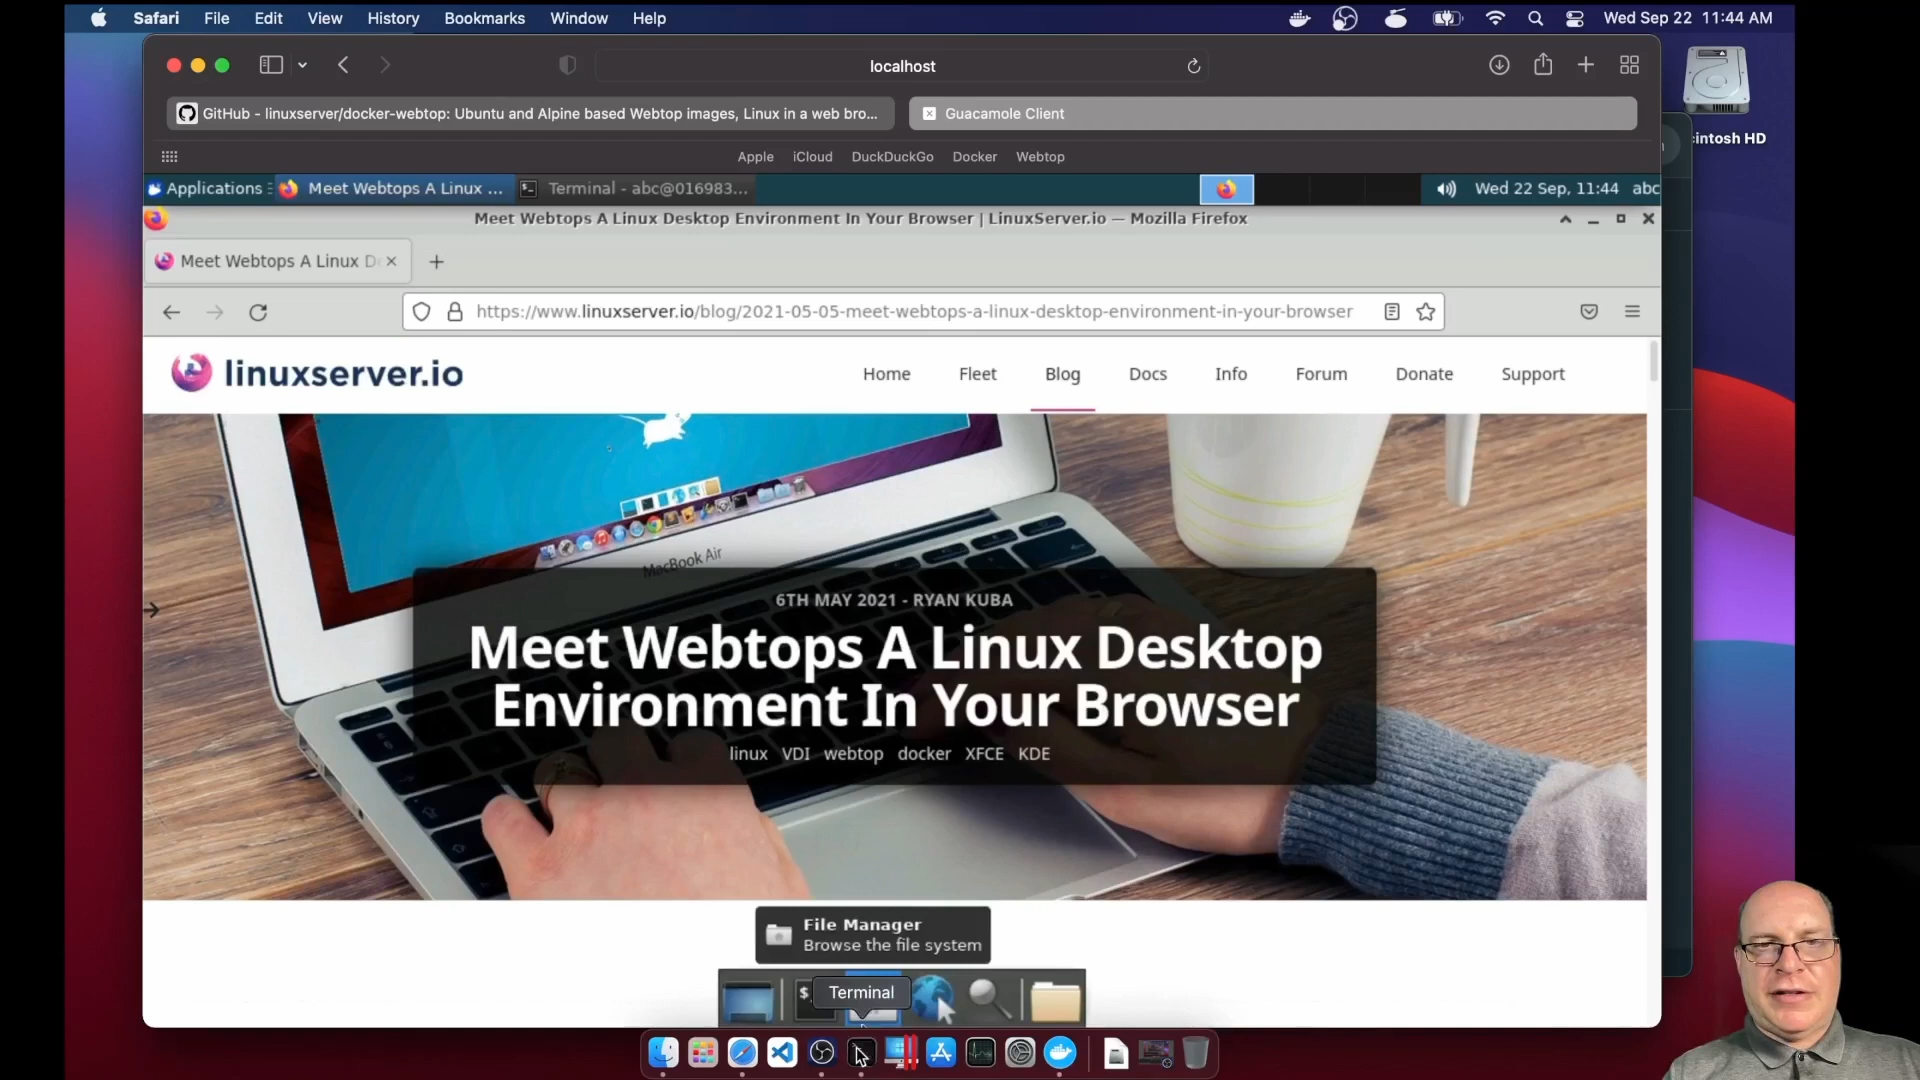 Safari File Edit View History Bookmarks Window Help Wed Sep 22 11:44 AM
localhost
GitHub - linuxserver/docker-webtop: Ubuntu and Alpine based Webtop images, Linux in a web bro... Guacamole Client
intosh HD
Apple iCloud DuckDuckGo Docker Webtop
Applications Meet Webtops A Linux ... Terminal - abc@016983... Wed 22 Sep, 11:44 abc
Meet Webtops A Linux Desktop Environment In Your Browser | LinuxServer.io — Mozilla Firefox
Meet Webtops A Linux D
https://www.linuxserver.io/blog/2021-05-05-meet-webtops-a-linux-desktop-environment-in-your-browser
linuxserver.io Home Fleet Blog Docs Info Forum Donate Support
MacBook Air
6TH MAY 2021 - RYAN KUBA
Meet Webtops A Linux Desktop
Environment In Your Browser
linux VDI webtop docker XFCE KDE
File Manager
Browse the file system
$
Terminal